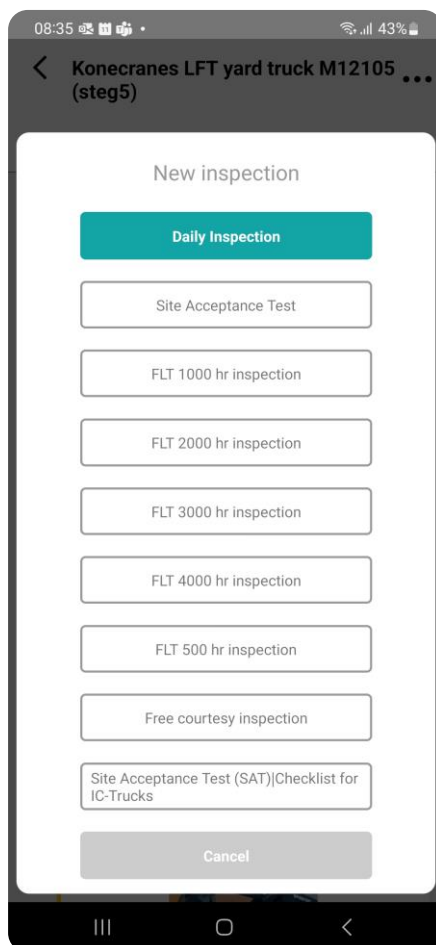 08:35
43%
Konecranes LFT yard truck M12105
(steg5)
New inspection
Daily Inspection
Site Acceptance Test
FLT 1000 hr inspection
FLT 2000 hr inspection
FLT 3000 hr inspection
FLT 4000 hr inspection
FLT 500 hr inspection
Free courtesy inspection
Site Acceptance Test (SAT)|Checklist for
IC-Trucks
Cancel